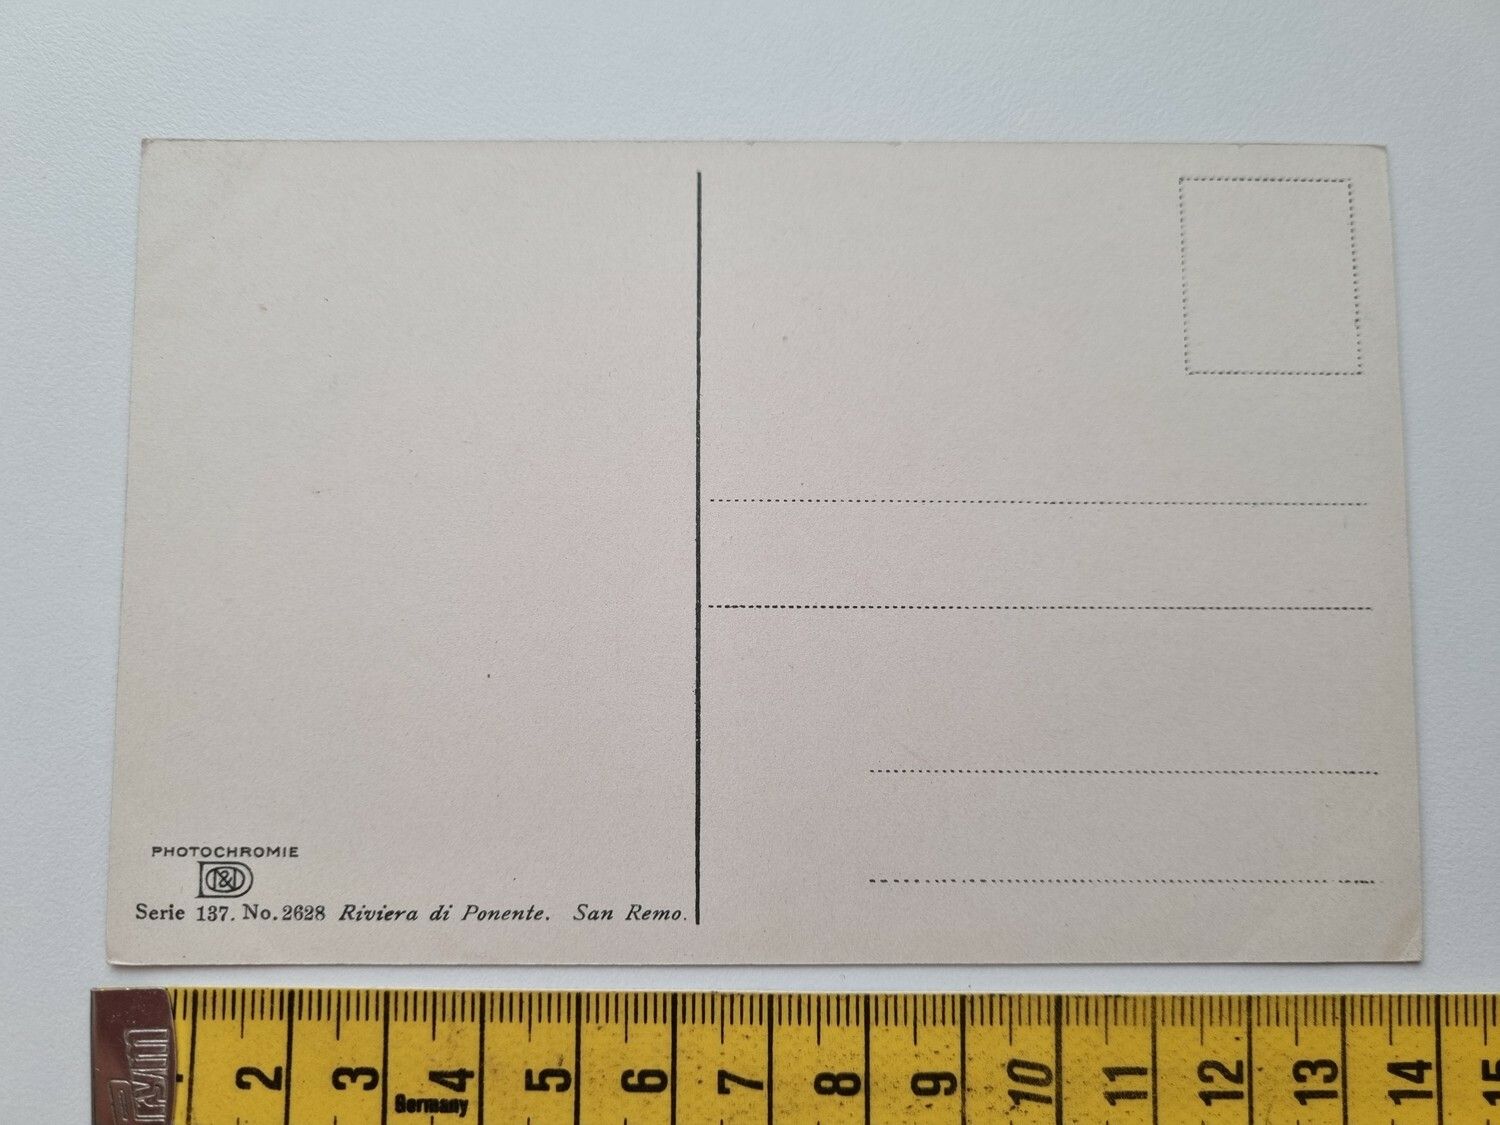 PHOTOCHROMIE
D&D
Serie 137. No. 2628 Riviera di Ponente. San Remo.
2 3 4 5 6 7 8 9 10 11 12 13 14 15
Germany